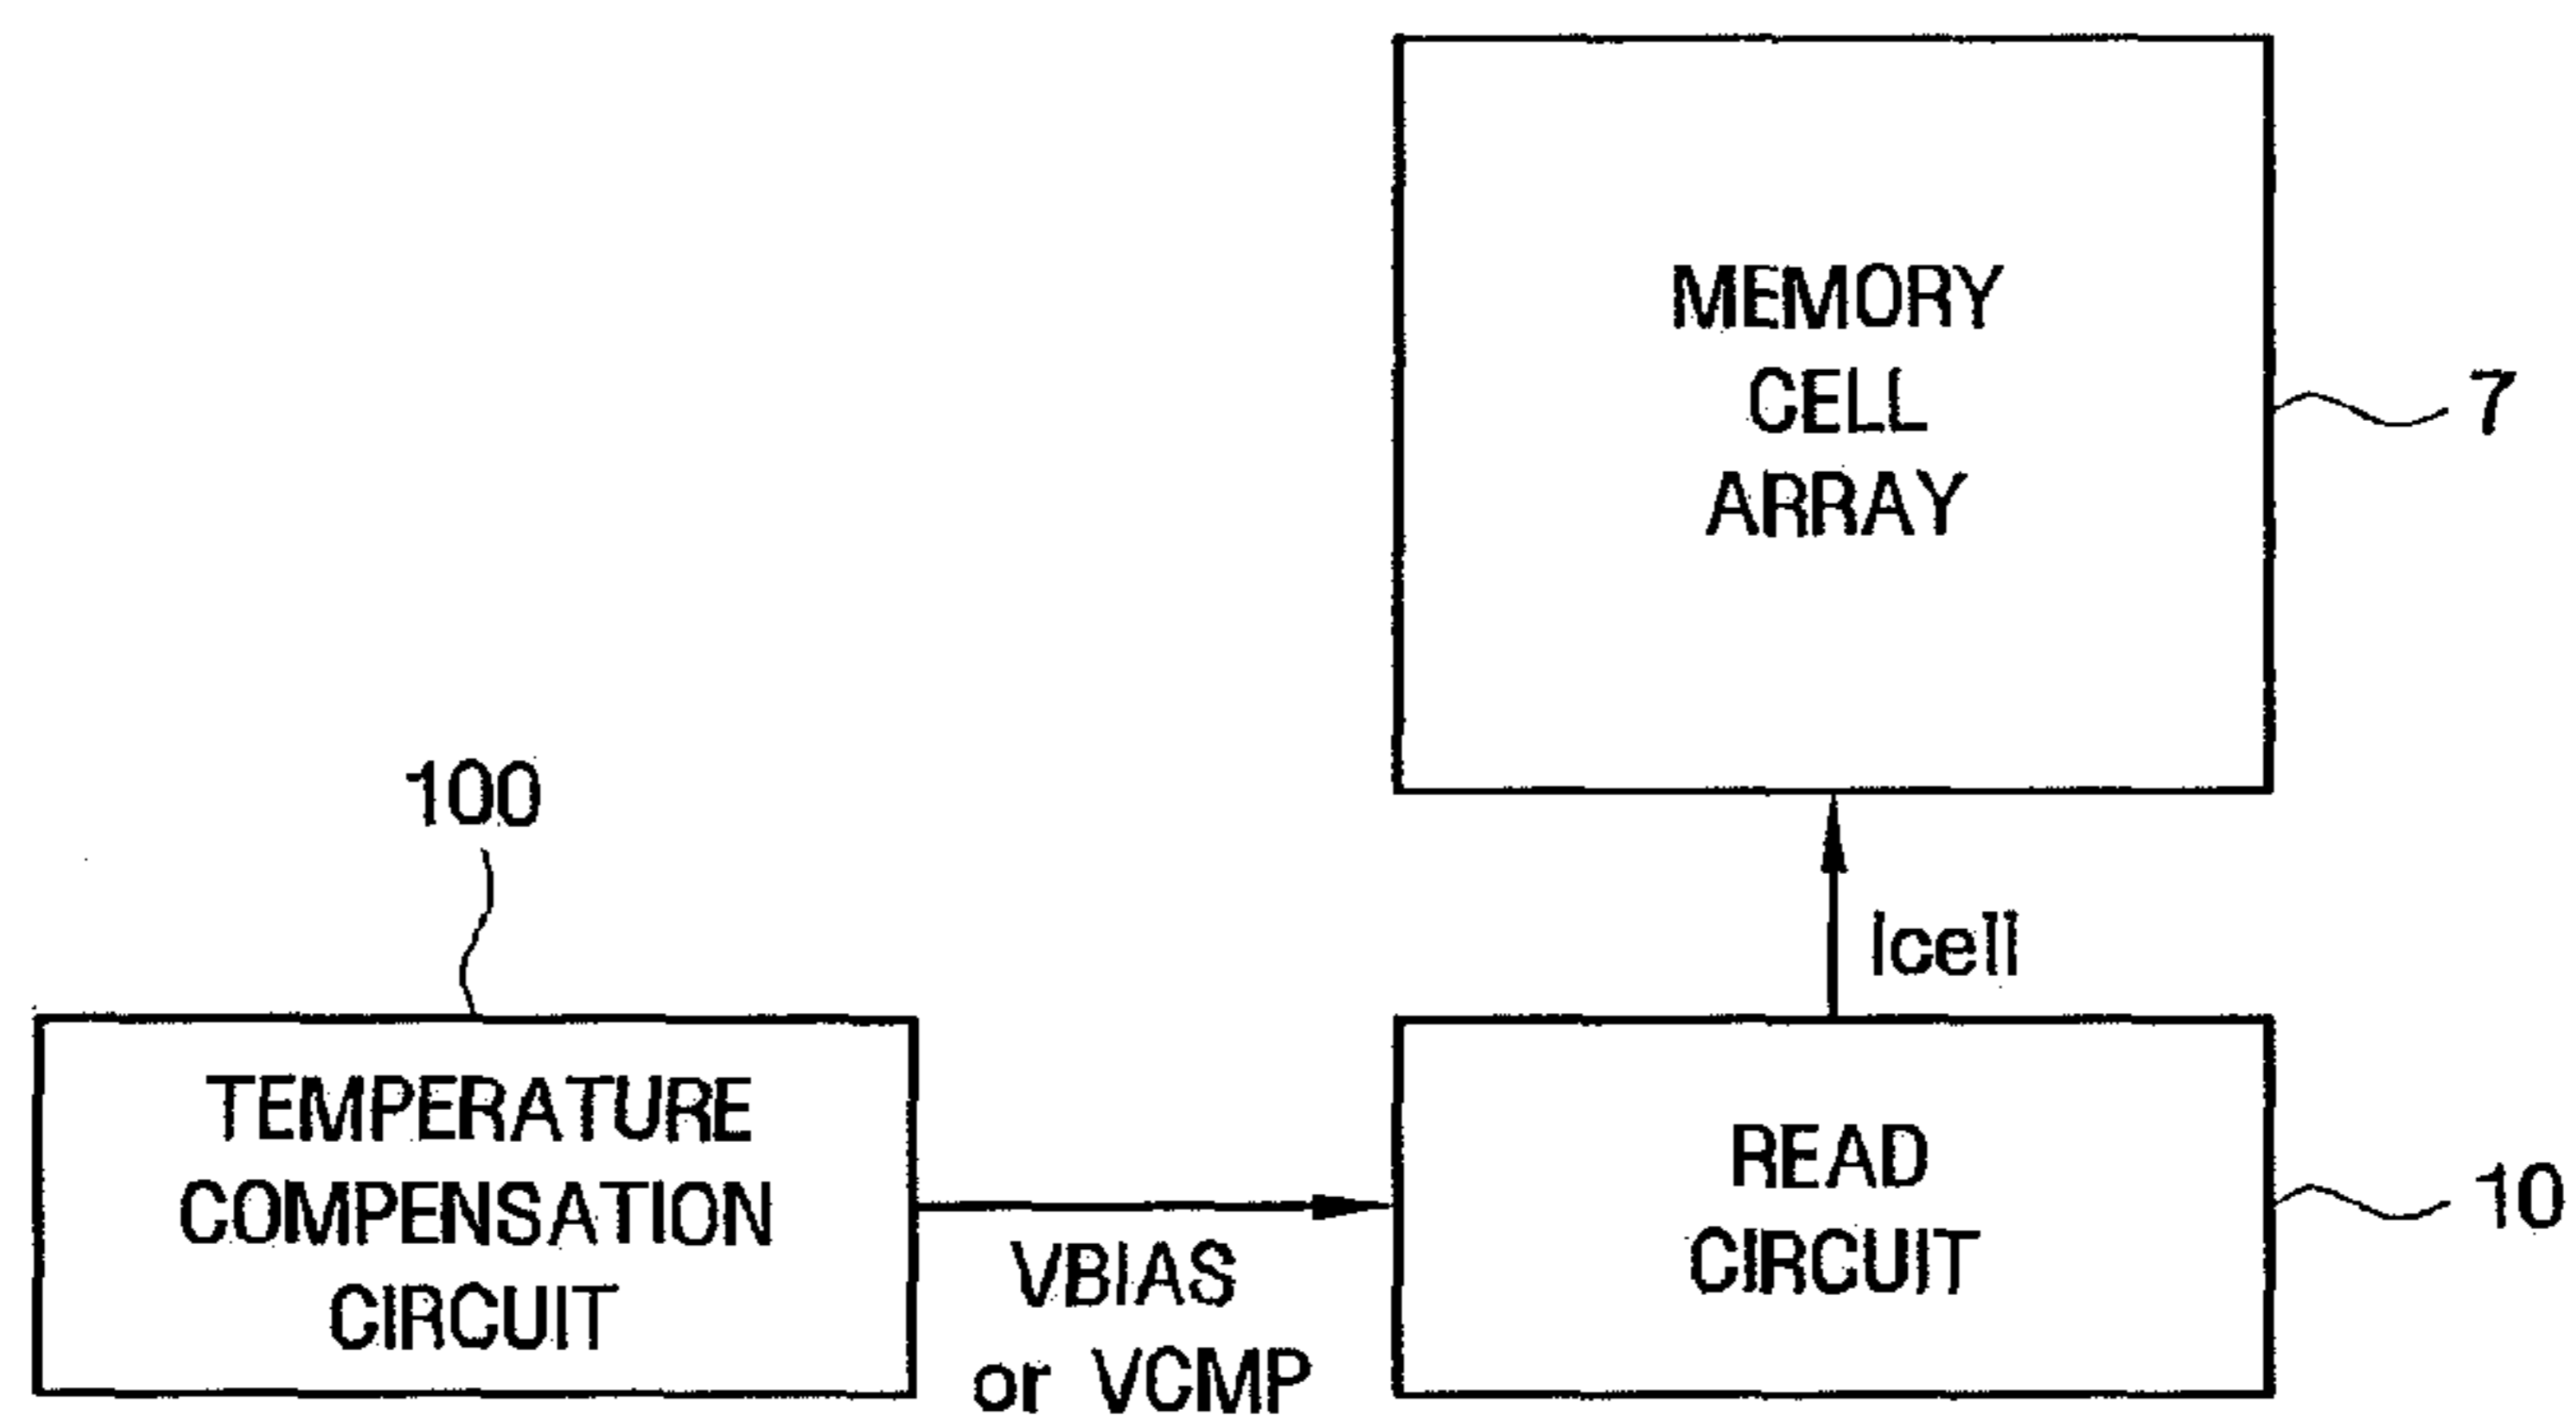 MEMORY
CELL
ARRAY
7
100
Icell
TEMPERATURE
COMPENSATION
CIRCUIT
VBIAS
or VCMP
READ
CIRCUIT
10